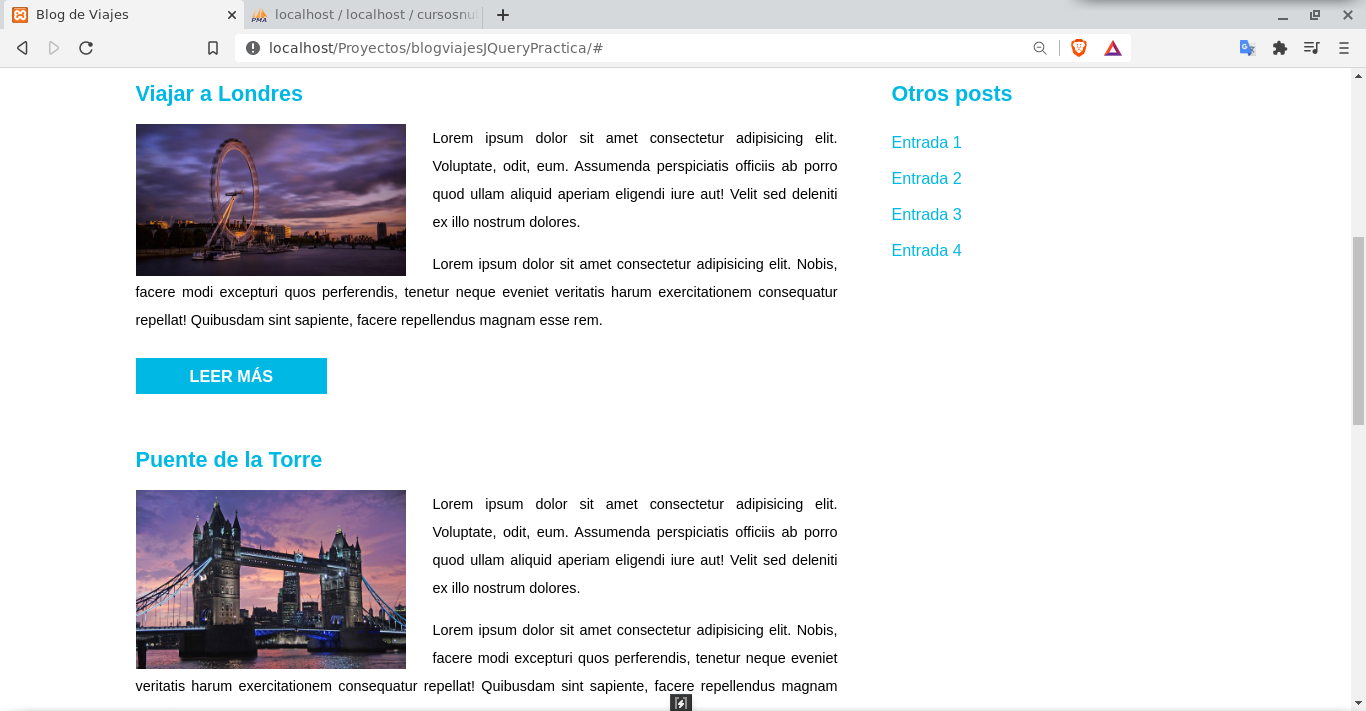 Blog de Viajes
localhost / localhost / cursosnu
PMA
localhost/Proyectos/blogviajesJQueryPractica/#
Viajar a Londres
Lorem ipsum dolor sit amet consectetur adipisicing elit.
Voluptate, odit, eum. Assumenda perspiciatis officiis ab porro
quod ullam aliquid aperiam eligendi iure aut! Velit sed deleniti
ex illo nostrum dolores.
Lorem ipsum dolor sit amet consectetur adipisicing elit. Nobis,
facere modi excepturi quos perferendis, tenetur neque eveniet veritatis harum exercitationem consequatur
repellat! Quibusdam sint sapiente, facere repellendus magnam esse rem.
LEER MÁS
Puente de la Torre
Lorem ipsum dolor sit amet consectetur adipisicing elit.
Voluptate, odit, eum. Assumenda perspiciatis officiis ab porro
quod ullam aliquid aperiam eligendi iure aut! Velit sed deleniti
ex illo nostrum dolores.
Lorem ipsum dolor sit amet consectetur adipisicing elit. Nobis,
facere modi excepturi quos perferendis, tenetur neque eveniet
veritatis harum exercitationem consequatur repellat! Quibusdam sint sapiente, facere repellendus magnam
Otros posts
Entrada 1
Entrada 2
Entrada 3
Entrada 4